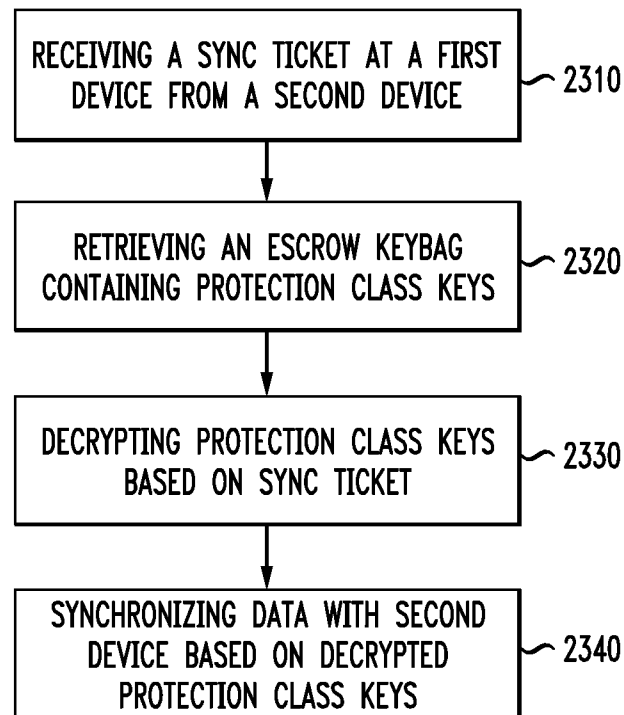 RECEIVING A SYNC TICKET AT A FIRST
DEVICE FROM A SECOND DEVICE
2310
RETRIEVING AN ESCROW KEYBAG
CONTAINING PROTECTION CLASS KEYS
2320
DECRYPTING PROTECTION CLASS KEYS
BASED ON SYNC TICKET
2330
SYNCHRONIZING DATA WITH SECOND
DEVICE BASED ON DECRYPTED
PROTECTION CLASS KEYS
2340